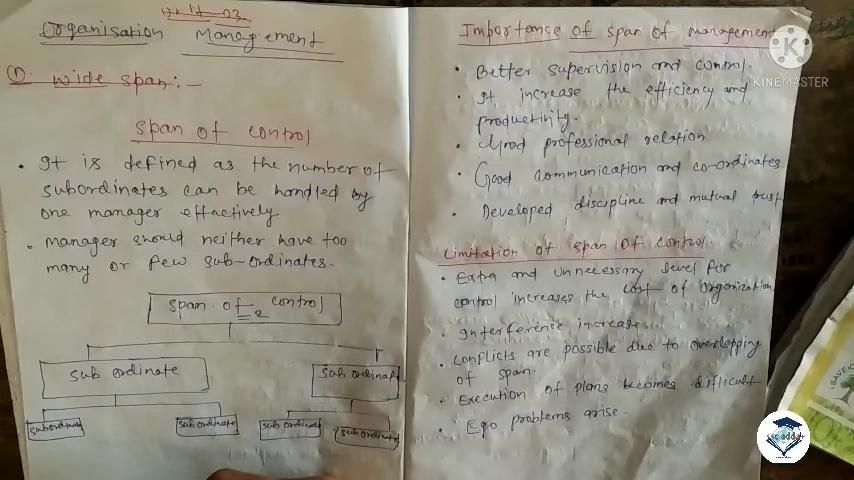 Unit-03
Organisation Management
① Wide span:-
Span of control
• It is defined as the number of
subordinates can be handled by
one manager effectively
• Manager should neither have too
many or few sub-ordinates.
Span of control
Sub ordinate
Sub ordinate
subordinate
sub ordinate
sub ordinate
sub ordinate
Importance of span of management
• Better supervision and control.
• It increase the efficiency and
productivity.
• Good professional relation
• Good communication and co-ordinates
• Developed discipline and mutual trust
Limitation of span of control.
• Extra and unnecessary level for
control increases the cost of organization
• Interference increase.
• Conflicts are possible due to overlapping
of span.
• Execution of plans becomes difficult
• Ego problems arise.
K
KINEMASTER